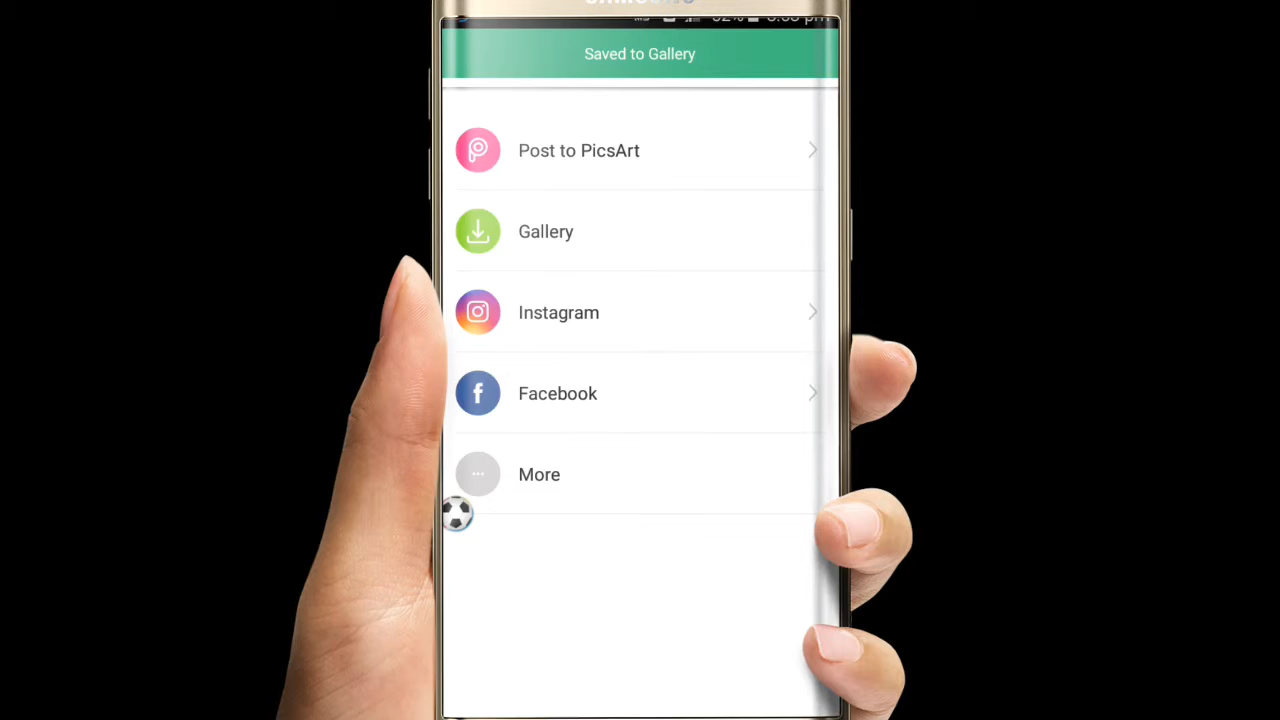 Saved to Gallery
Post to PicsArt
Gallery
Instagram
Facebook
More